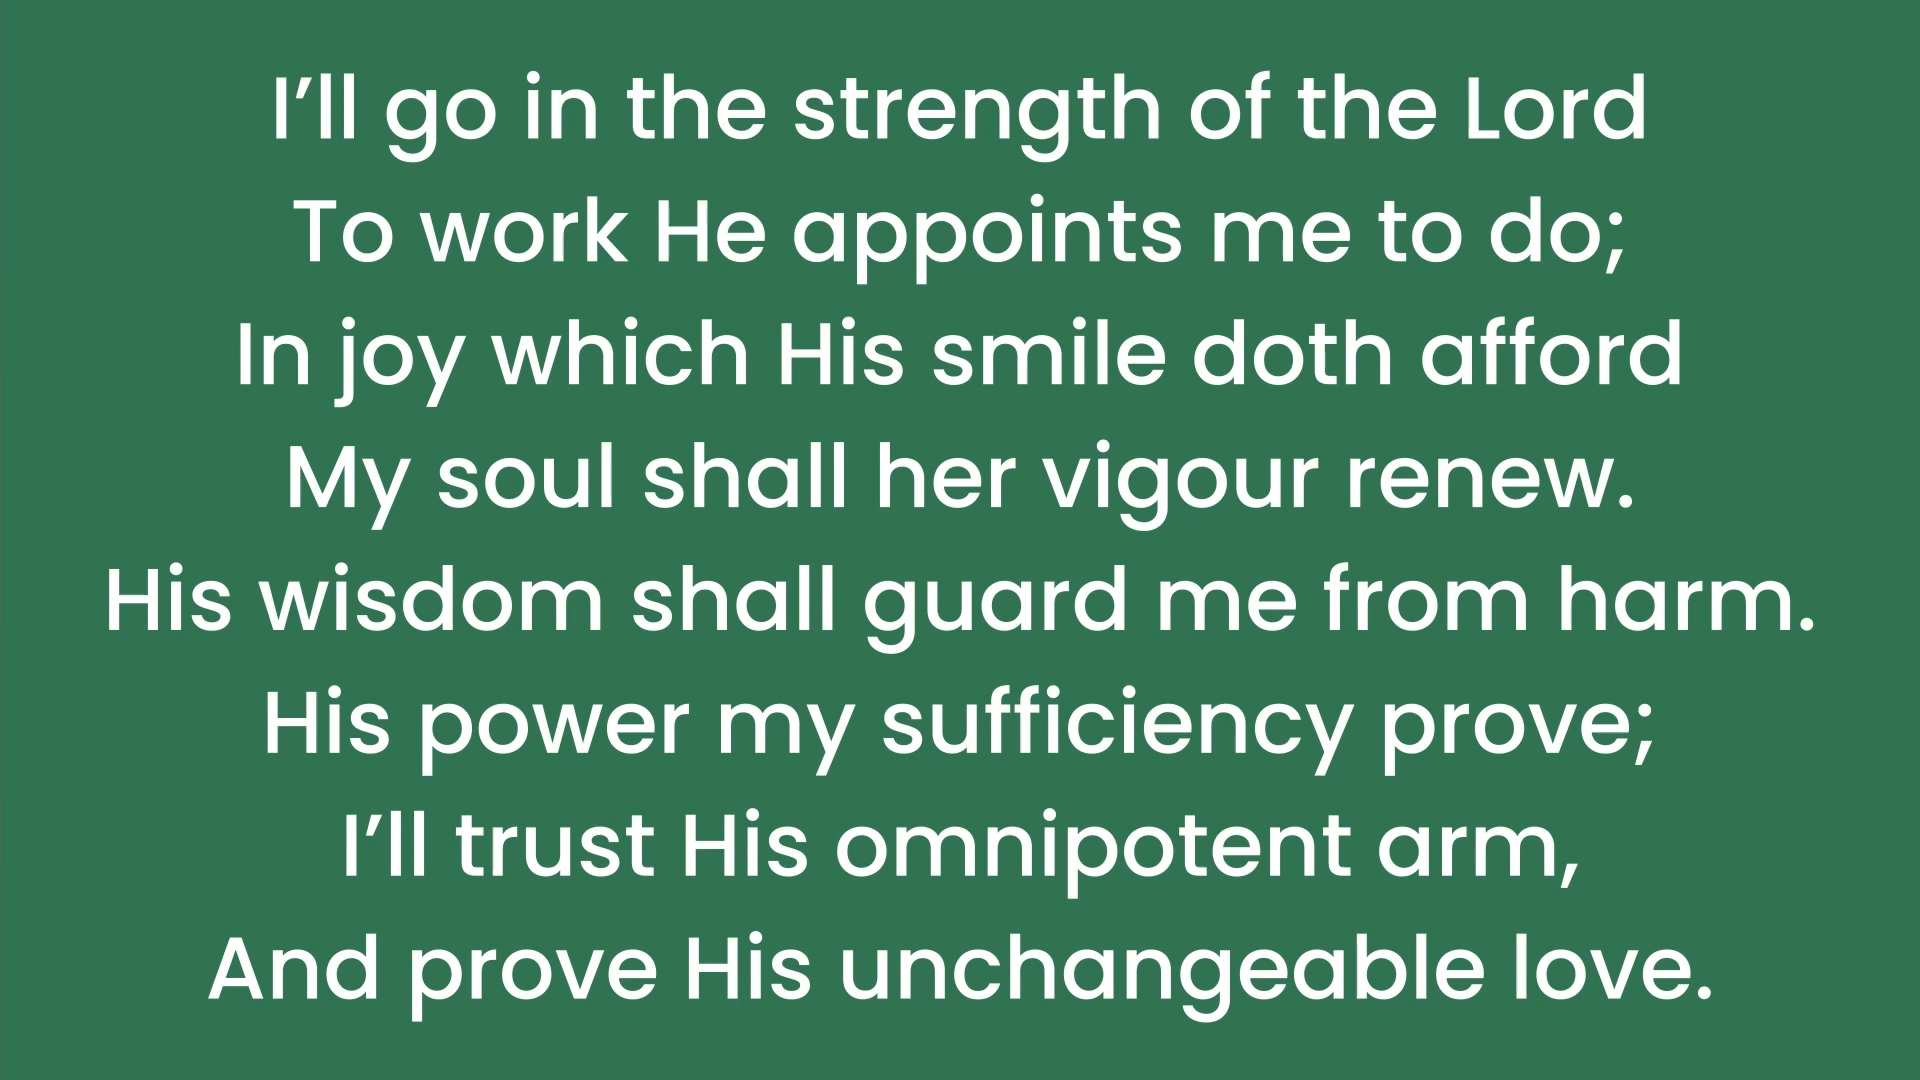 I’ll go in the strength of the Lord
To work He appoints me to do;
In joy which His smile doth afford
My soul shall her vigour renew.
His wisdom shall guard me from harm.
His power my sufficiency prove;
I’ll trust His omnipotent arm,
And prove His unchangeable love.